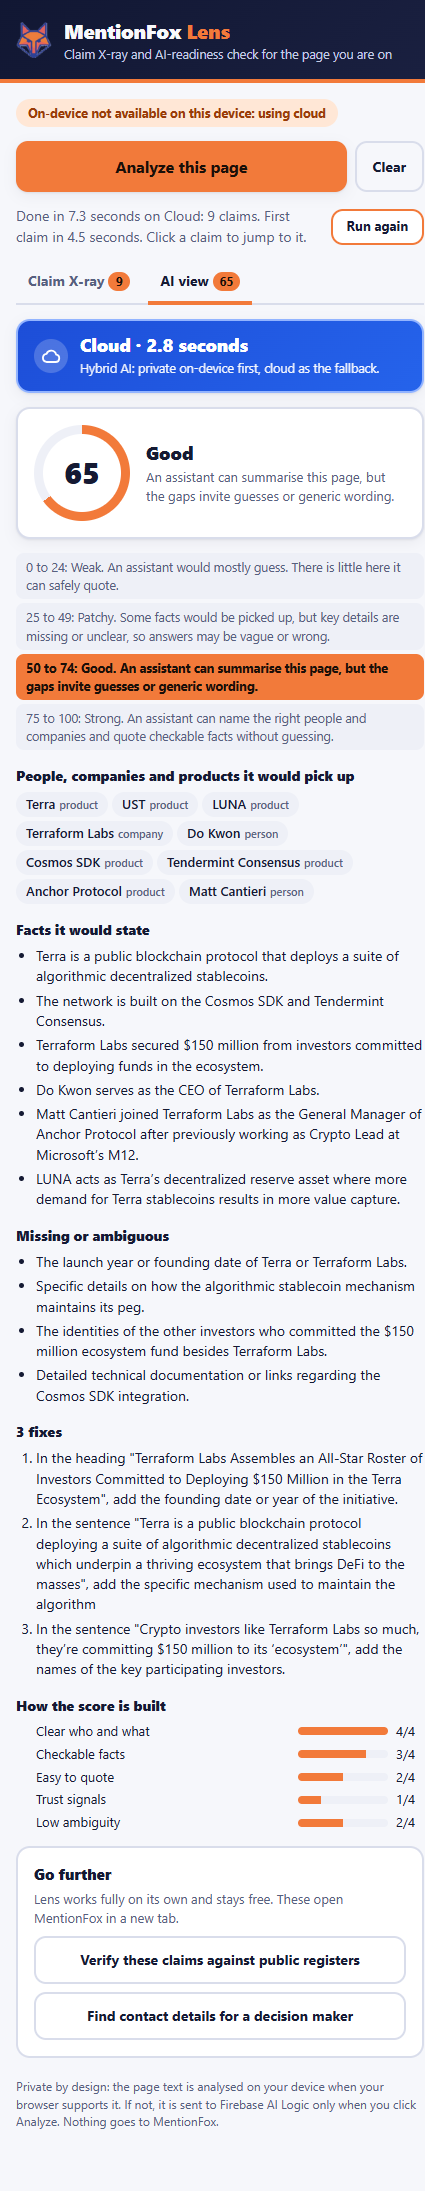 MentionFox Lens
Claim X-ray and AI-readiness check for the page you are on
On-device not available on this device: using cloud
Analyze this page
Clear
Done in 7.3 seconds on Cloud: 9 claims. First
claim in 4.5 seconds. Click a claim to jump to it.
Run again
Claim X-ray 9
AI view 65
Cloud · 2.8 seconds
Hybrid AI: private on-device first, cloud as the fallback.
65
Good
An assistant can summarise this page, but
the gaps invite guesses or generic wording.
0 to 24: Weak. An assistant would mostly guess. There is little here it
can safely quote.
25 to 49: Patchy. Some facts would be picked up, but key details are
missing or unclear, so answers may be vague or wrong.
50 to 74: Good. An assistant can summarise this page, but the
gaps invite guesses or generic wording.
75 to 100: Strong. An assistant can name the right people and
companies and quote checkable facts without guessing.
People, companies and products it would pick up
Terra product UST product LUNA product
Terraform Labs company Do Kwon person
Cosmos SDK product Tendermint Consensus product
Anchor Protocol product Matt Cantieri person
Facts it would state
• Terra is a public blockchain protocol that deploys a suite of
algorithmic decentralized stablecoins.
• The network is built on the Cosmos SDK and Tendermint
Consensus.
• Terraform Labs secured $150 million from investors committed
to deploying funds in the ecosystem.
• Do Kwon serves as the CEO of Terraform Labs.
• Matt Cantieri joined Terraform Labs as the General Manager of
Anchor Protocol after previously working as Crypto Lead at
Microsoft's M12.
• LUNA acts as Terra's decentralized reserve asset where more
demand for Terra stablecoins results in more value capture.
Missing or ambiguous
• The launch year or founding date of Terra or Terraform Labs.
• Specific details on how the algorithmic stablecoin mechanism
maintains its peg.
• The identities of the other investors who committed the $150
million ecosystem fund besides Terraform Labs.
• Detailed technical documentation or links regarding the
Cosmos SDK integration.
3 fixes
1. In the heading "Terraform Labs Assembles an All-Star Roster of
Investors Committed to Deploying $150 Million in the Terra
Ecosystem", add the founding date or year of the initiative.
2. In the sentence "Terra is a public blockchain protocol
deploying a suite of algorithmic decentralized stablecoins
which underpin a thriving ecosystem that brings DeFi to the
masses", add the specific mechanism used to maintain the
algorithm
3. In the sentence "Crypto investors like Terraform Labs so much,
they're committing $150 million to its 'ecosystem'", add the
names of the key participating investors.
How the score is built
Clear who and what 4/4
Checkable facts 3/4
Easy to quote 2/4
Trust signals 1/4
Low ambiguity 2/4
Go further
Lens works fully on its own and stays free. These open
MentionFox in a new tab.
Verify these claims against public registers
Find contact details for a decision maker
Private by design: the page text is analysed on your device when your
browser supports it. If not, it is sent to Firebase AI Logic only when you click
Analyze. Nothing goes to MentionFox.